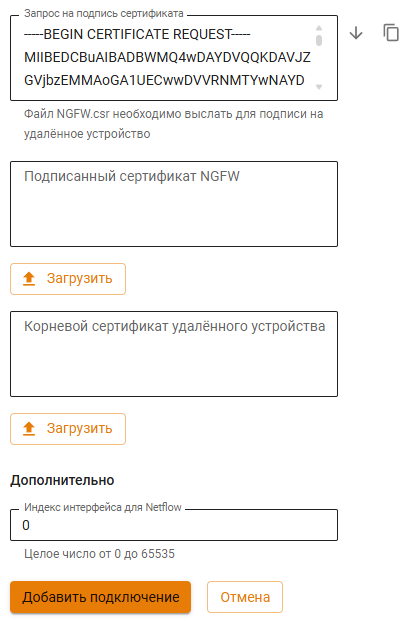 Запрос на подпись сертификата
-----BEGIN CERTIFICATE REQUEST-----
MIIBEDCBuAIBADBWMQ4wDAYDVQQKDAVJZ
GVjbzEMMAoGA1UECwwDVVRNMTYwNAYD
Файл NGFW.csr необходимо выслать для подписи на
удалённое устройство
Подписанный сертификат NGFW
Загрузить
Корневой сертификат удалённого устройства
Загрузить
Дополнительно
Индекс интерфейса для Netflow
0
Целое число от 0 до 65535
Добавить подключение
Отмена